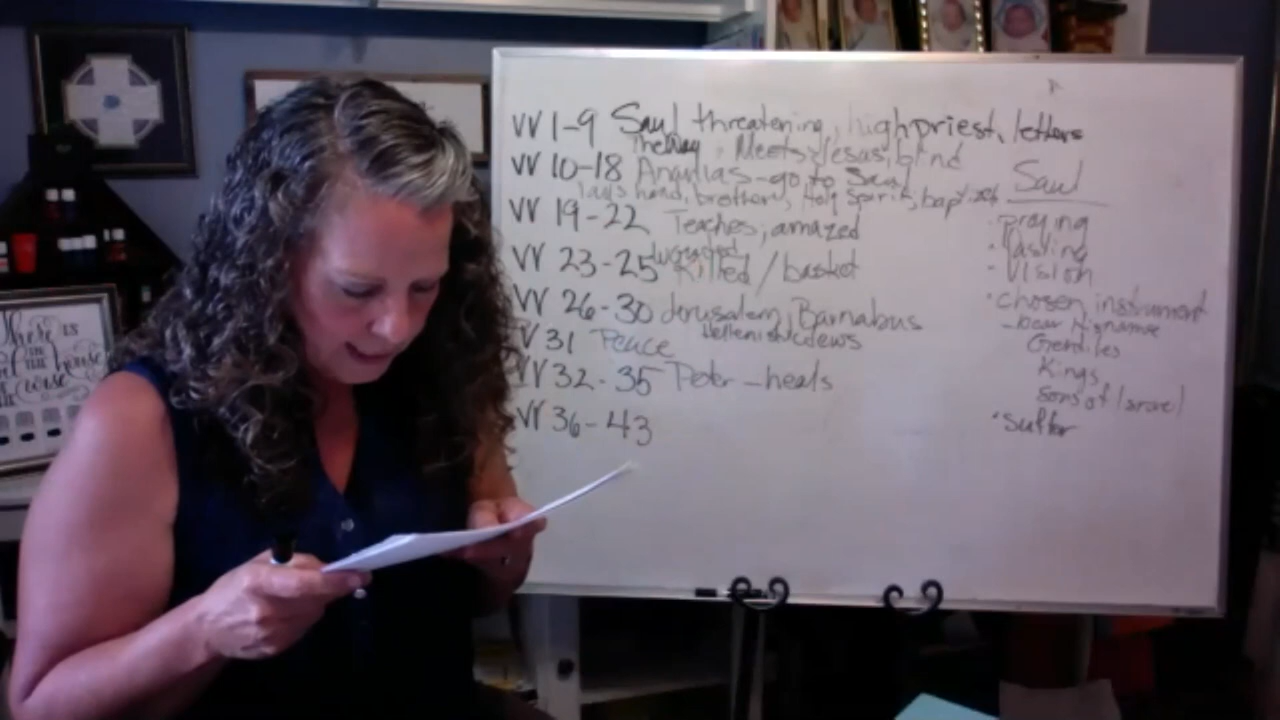 VV 1-9 Saul threatening, high priest, letters
The Way, Meets Jesus, blind
VV 10-18 Ananias-go to Saul
lays hand, brother, Holy Spirit, baptized
VV 19-22 Teaches, amazed
VV 23-25 Killed/basket
VV 26-30 Jerusalem, Barnabus
Hellenistic Jews
V 31 Peace
VV 32-35 Peter-heals
VV 36-43
Saul
• praying
• fasting
• vision
• chosen instrument
- bear His name
Gentiles
Kings
sons of Israel
• suffer